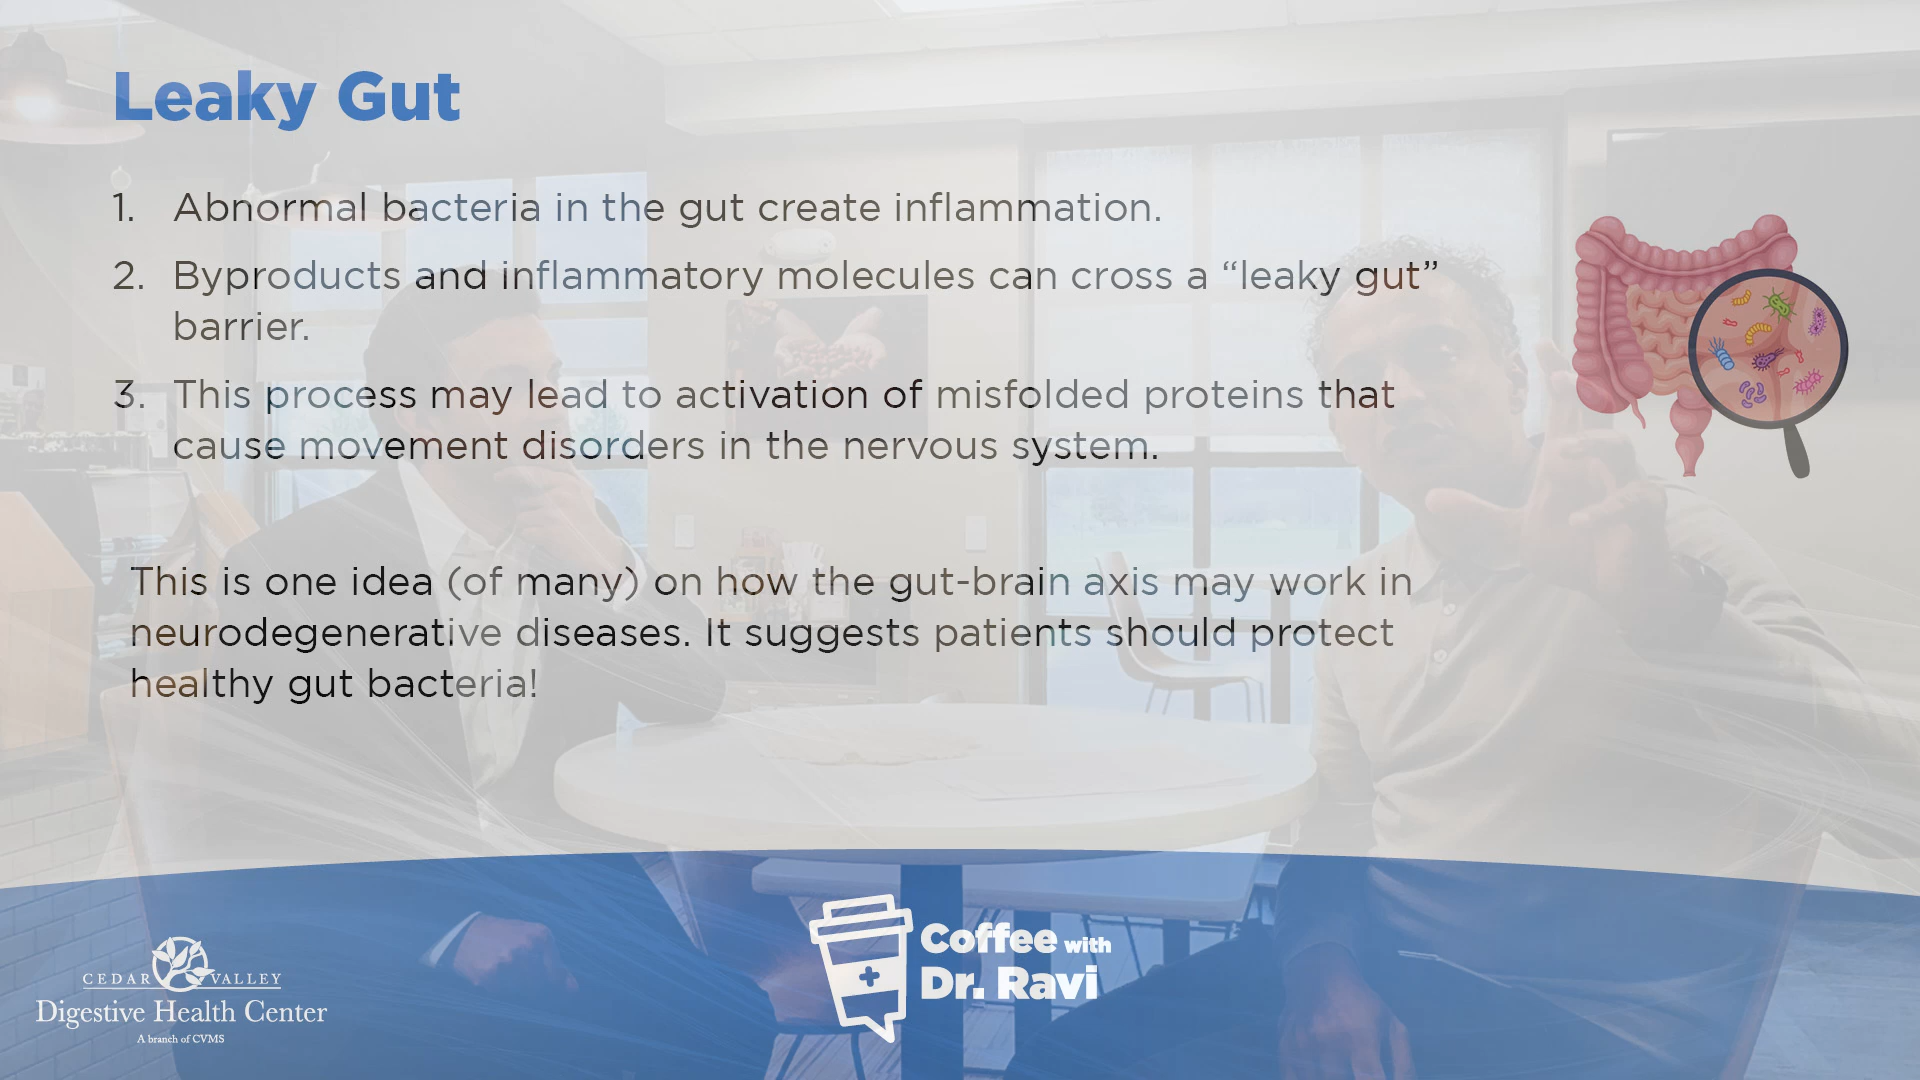 Leaky Gut
1. Abnormal bacteria in the gut create inflammation.
2. Byproducts and inflammatory molecules can cross a “leaky gut”
barrier.
3. This process may lead to activation of misfolded proteins that
cause movement disorders in the nervous system.
This is one idea (of many) on how the gut-brain axis may work in
neurodegenerative diseases. It suggests patients should protect
healthy gut bacteria!
CEDAR VALLEY
Digestive Health Center
A branch of CVMS
Coffee with
Dr. Ravi